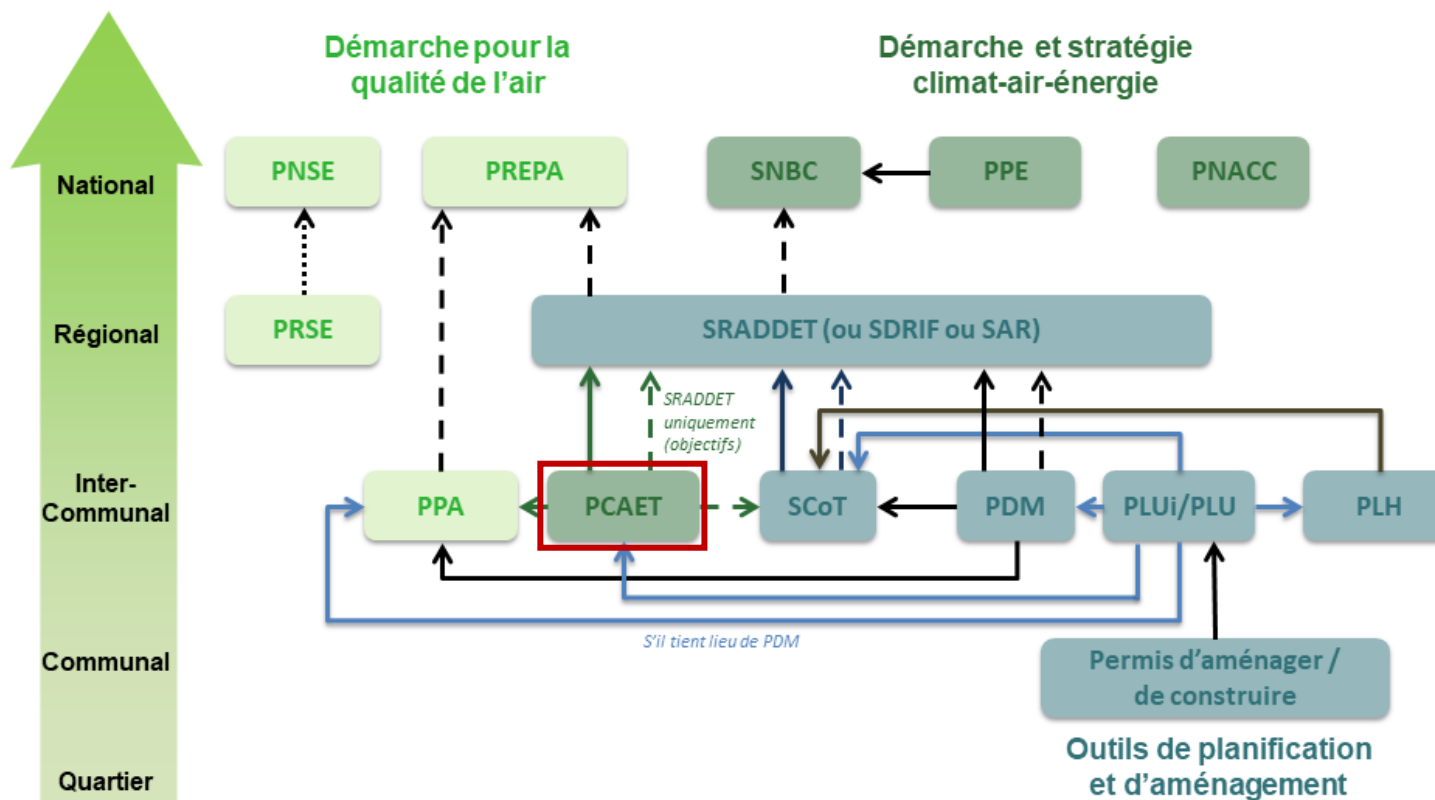 Démarche pour la
qualité de l'air
Démarche et stratégie
climat-air-énergie
National
PNSE
PREPA
SNBC
PPE
PNACC
Régional
PRSE
SRADDET (ou SDRIF ou SAR)
SRADDET
uniquement
(objectifs)
Inter-
Communal
PPA
PCAET
SCoT
PDM
PLUi/PLU
PLH
S'il tient lieu de PDM
Communal
Permis d'aménager /
de construire
Outils de planification
et d'aménagement
Quartier